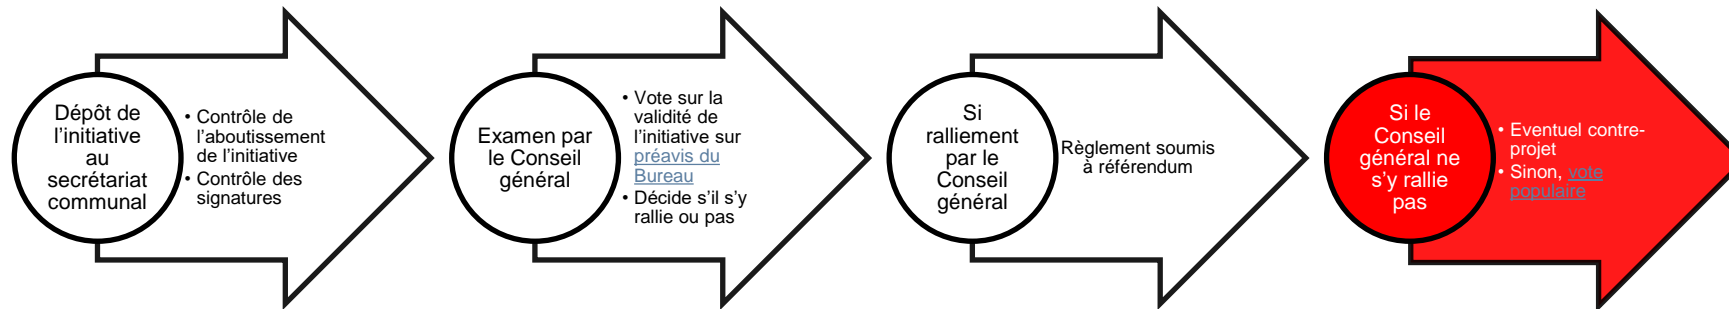 Dépôt de
l'initiative
au
secrétariat
communal
• Contrôle de
l'aboutissement
de l'initiative
• Contrôle des
signatures
Examen par
le Conseil
général
• Vote sur la
validité de
l'initiative sur
préavis du
Bureau
• Décide s'il s'y
rallie ou pas
Si
ralliement
par le
Conseil
général
Règlement soumis
à référendum
Si le
Conseil
général ne
s'y rallie
pas
• Eventuel contre-
projet
• Sinon, vote
populaire